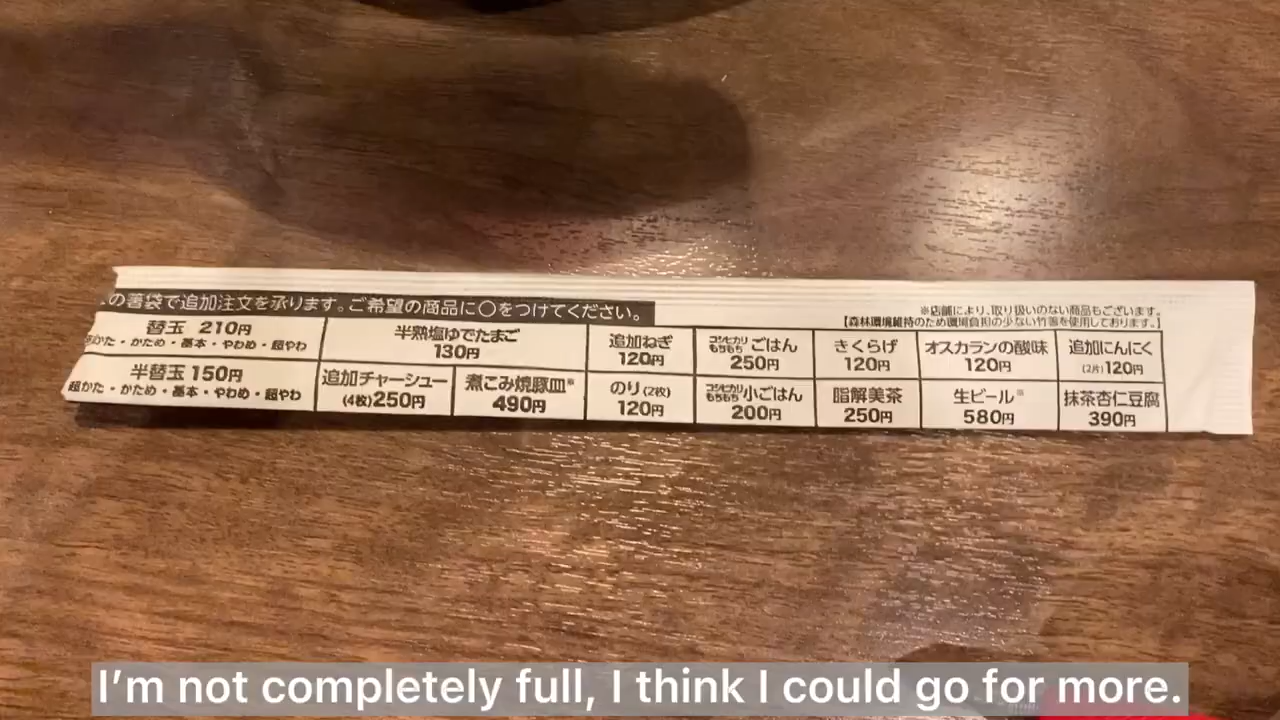 の箸袋で追加注文を承ります。ご希望の商品に〇をつけてください。
※店舗により、取り扱いのない商品もございます。
【森林環境維持のため環境負担の少ない竹箸を使用しております。】
替玉 210円
かた・かため・基本・やわめ・超やわ
半替玉 150円
超かた・かため・基本・やわめ・超やわ
半熟塩ゆでたまご
130円
追加チャーシュー
(4枚)250円
煮こみ焼豚皿※
490円
追加ねぎ
120円
のり(2枚)
120円
コシヒカリ
もちもち ごはん
250円
コシヒカリ
もちもち 小ごはん
200円
きくらげ
120円
脂解美茶
250円
オスカランの酸味
120円
生ビール※
580円
追加にんにく
(2片)120円
抹茶杏仁豆腐
390円
I'm not completely full, I think I could go for more.